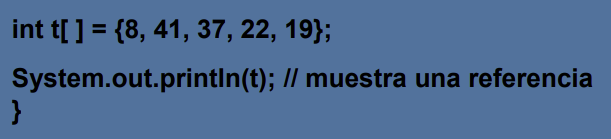 int t[ ] = {8, 41, 37, 22, 19};
System.out.println(t); // muestra una referencia
}